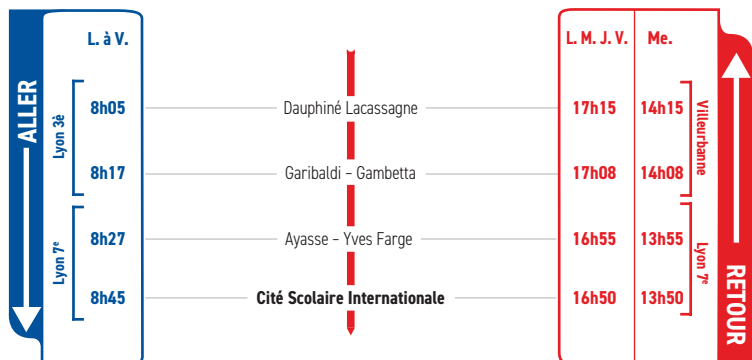 L. à V. L. M. J. V. Me.
ALLER
Lyon 3è
8h05 Dauphiné Lacassagne 17h15 14h15
Villeurbanne
8h17 Garibaldi – Gambetta 17h08 14h08
Lyon 7e
8h27 Ayasse – Yves Farge 16h55 13h55
Lyon 7e
8h45 Cité Scolaire Internationale 16h50 13h50
RETOUR